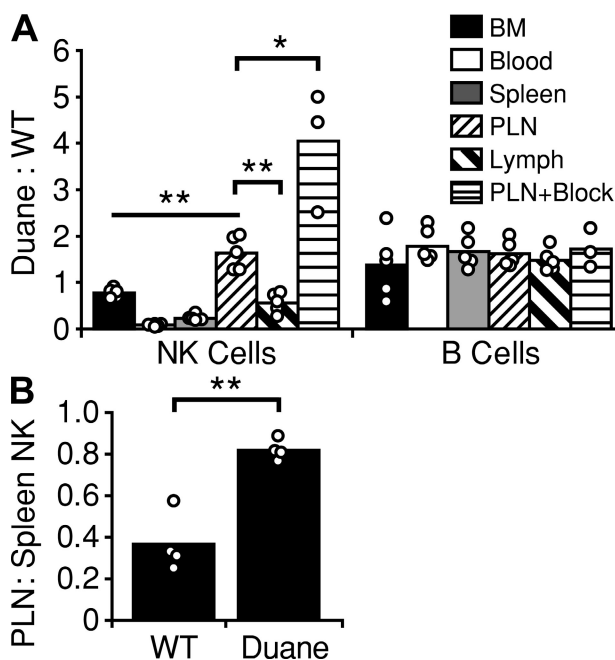 A
Duane : WT
6
5
4
3
2
1
0
*
**
**
BM
Blood
Spleen
PLN
Lymph
PLN+Block
NK Cells
B Cells
B
PLN: Spleen NK
1.0
0.8
0.6
0.4
0.2
0
**
WT
Duane